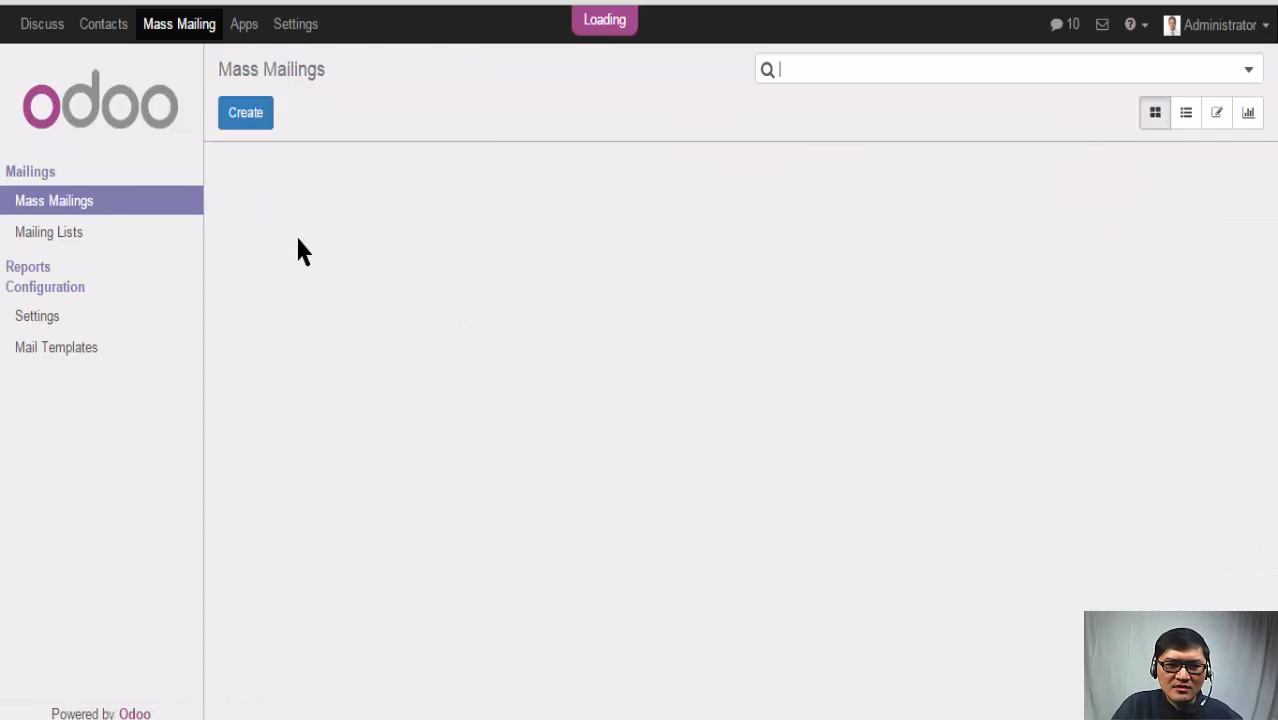 Discuss Contacts Mass Mailing Apps Settings Loading 10 Administrator
odoo
Mass Mailings
Create
Mailings
Mass Mailings
Mailing Lists
Reports
Configuration
Settings
Mail Templates
Powered by Odoo